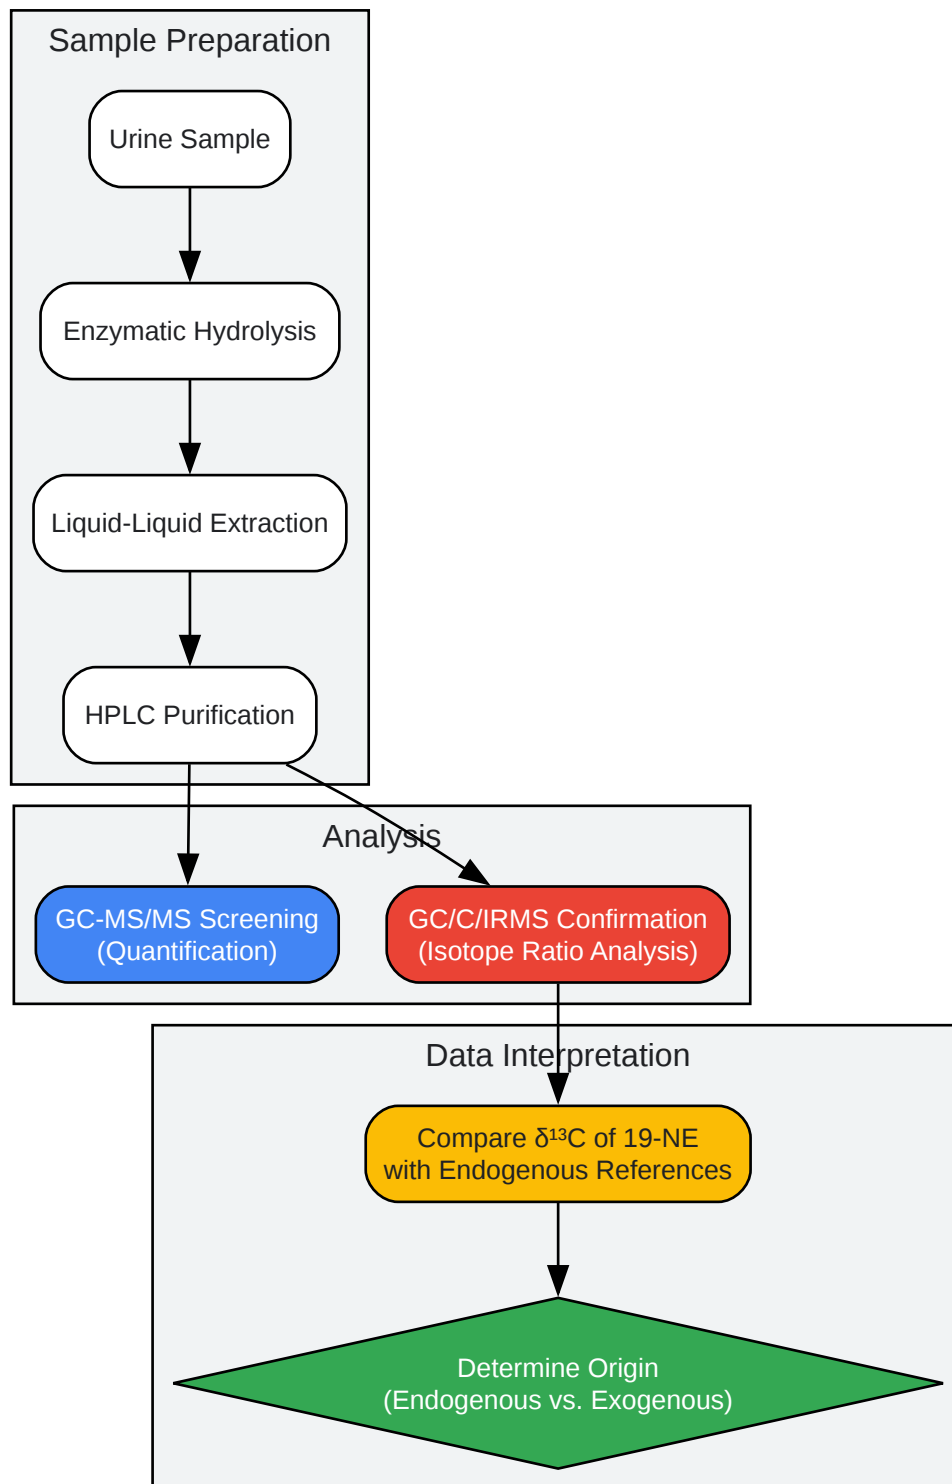 Sample Preparation
Urine Sample
Enzymatic Hydrolysis
Liquid-Liquid Extraction
HPLC Purification
Analysis
GC-MS/MS Screening
(Quantification)
GC/C/IRMS Confirmation
(Isotope Ratio Analysis)
Data Interpretation
Compare δ¹³C of 19-NE
with Endogenous References
Determine Origin
(Endogenous vs. Exogenous)